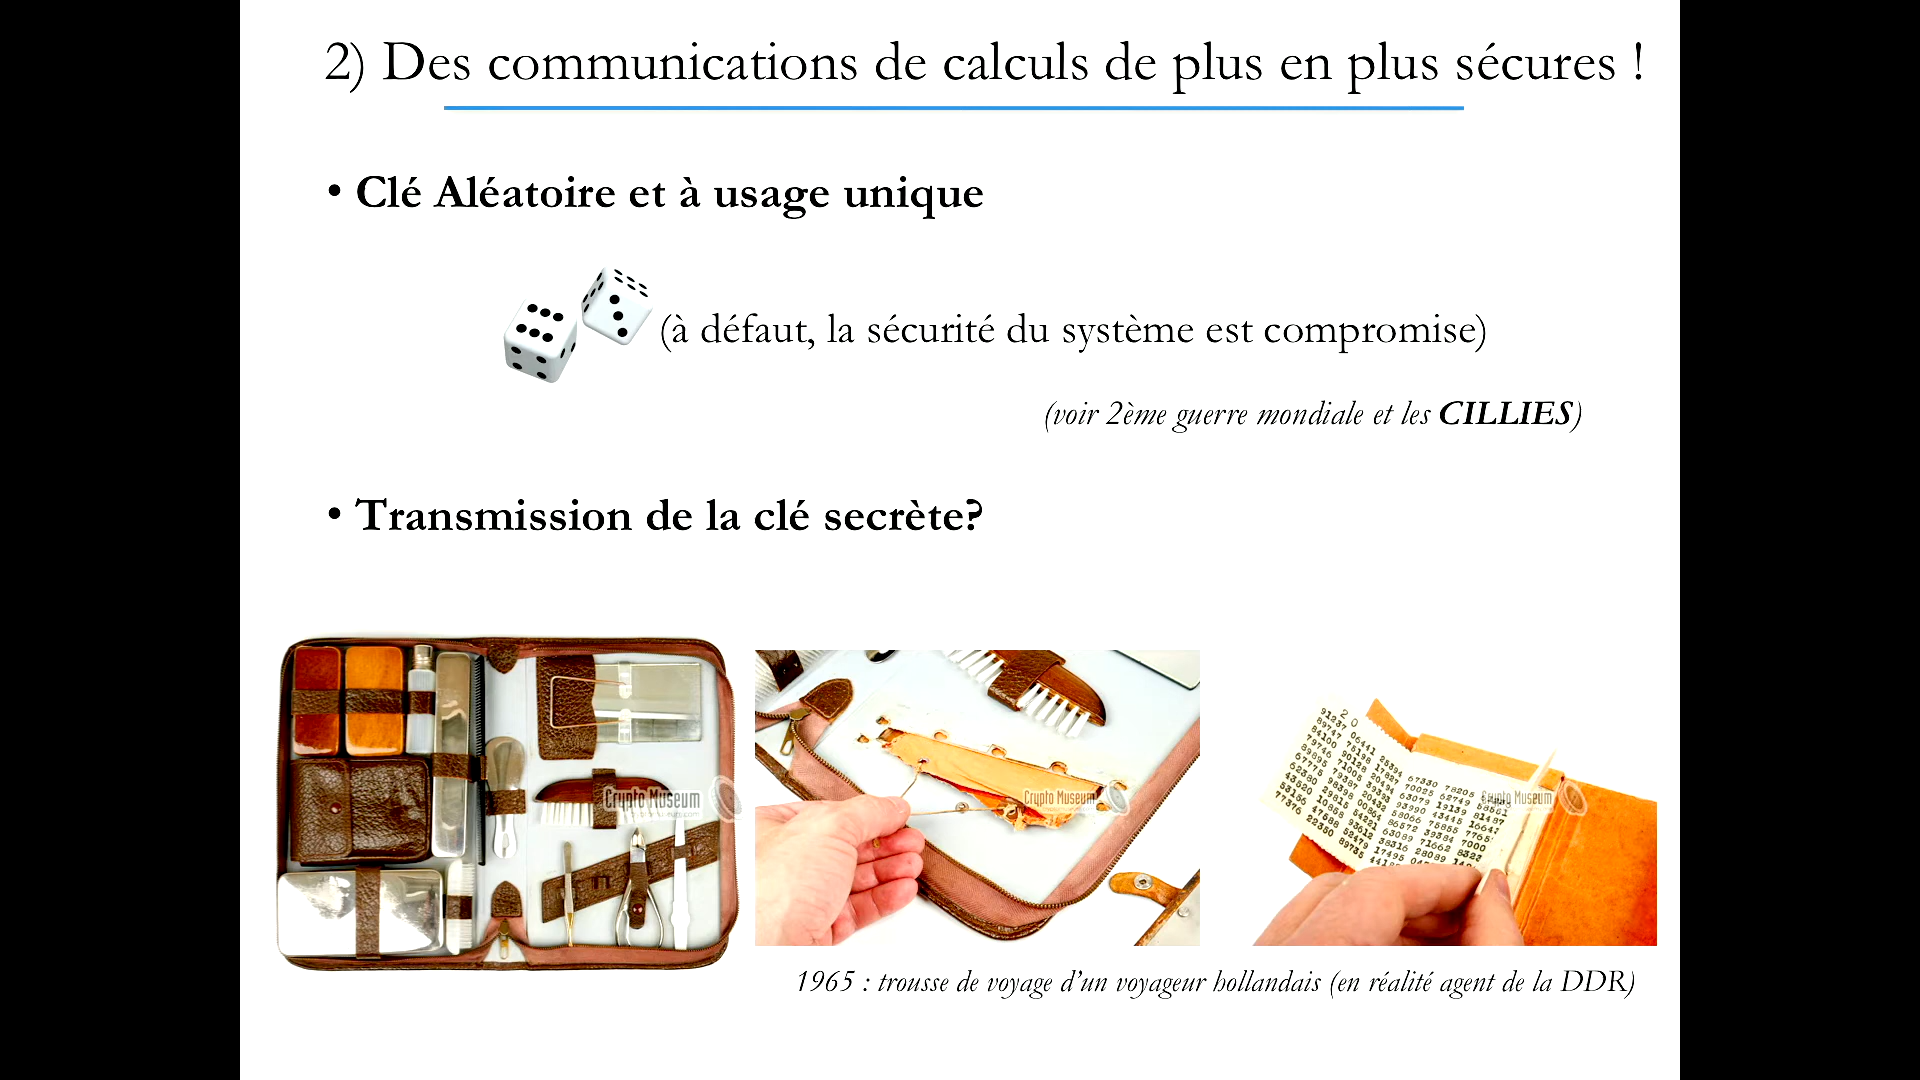 2) Des communications de calculs de plus en plus sécures !
• Clé Aléatoire et à usage unique
(à défaut, la sécurité du système est compromise)
(voir 2ème guerre mondiale et les CILLIES)
• Transmission de la clé secrète?
Crypto Museum
Crypto Museum
Crypto Museum
1965 : trousse de voyage d'un voyageur hollandais (en réalité agent de la DDR)